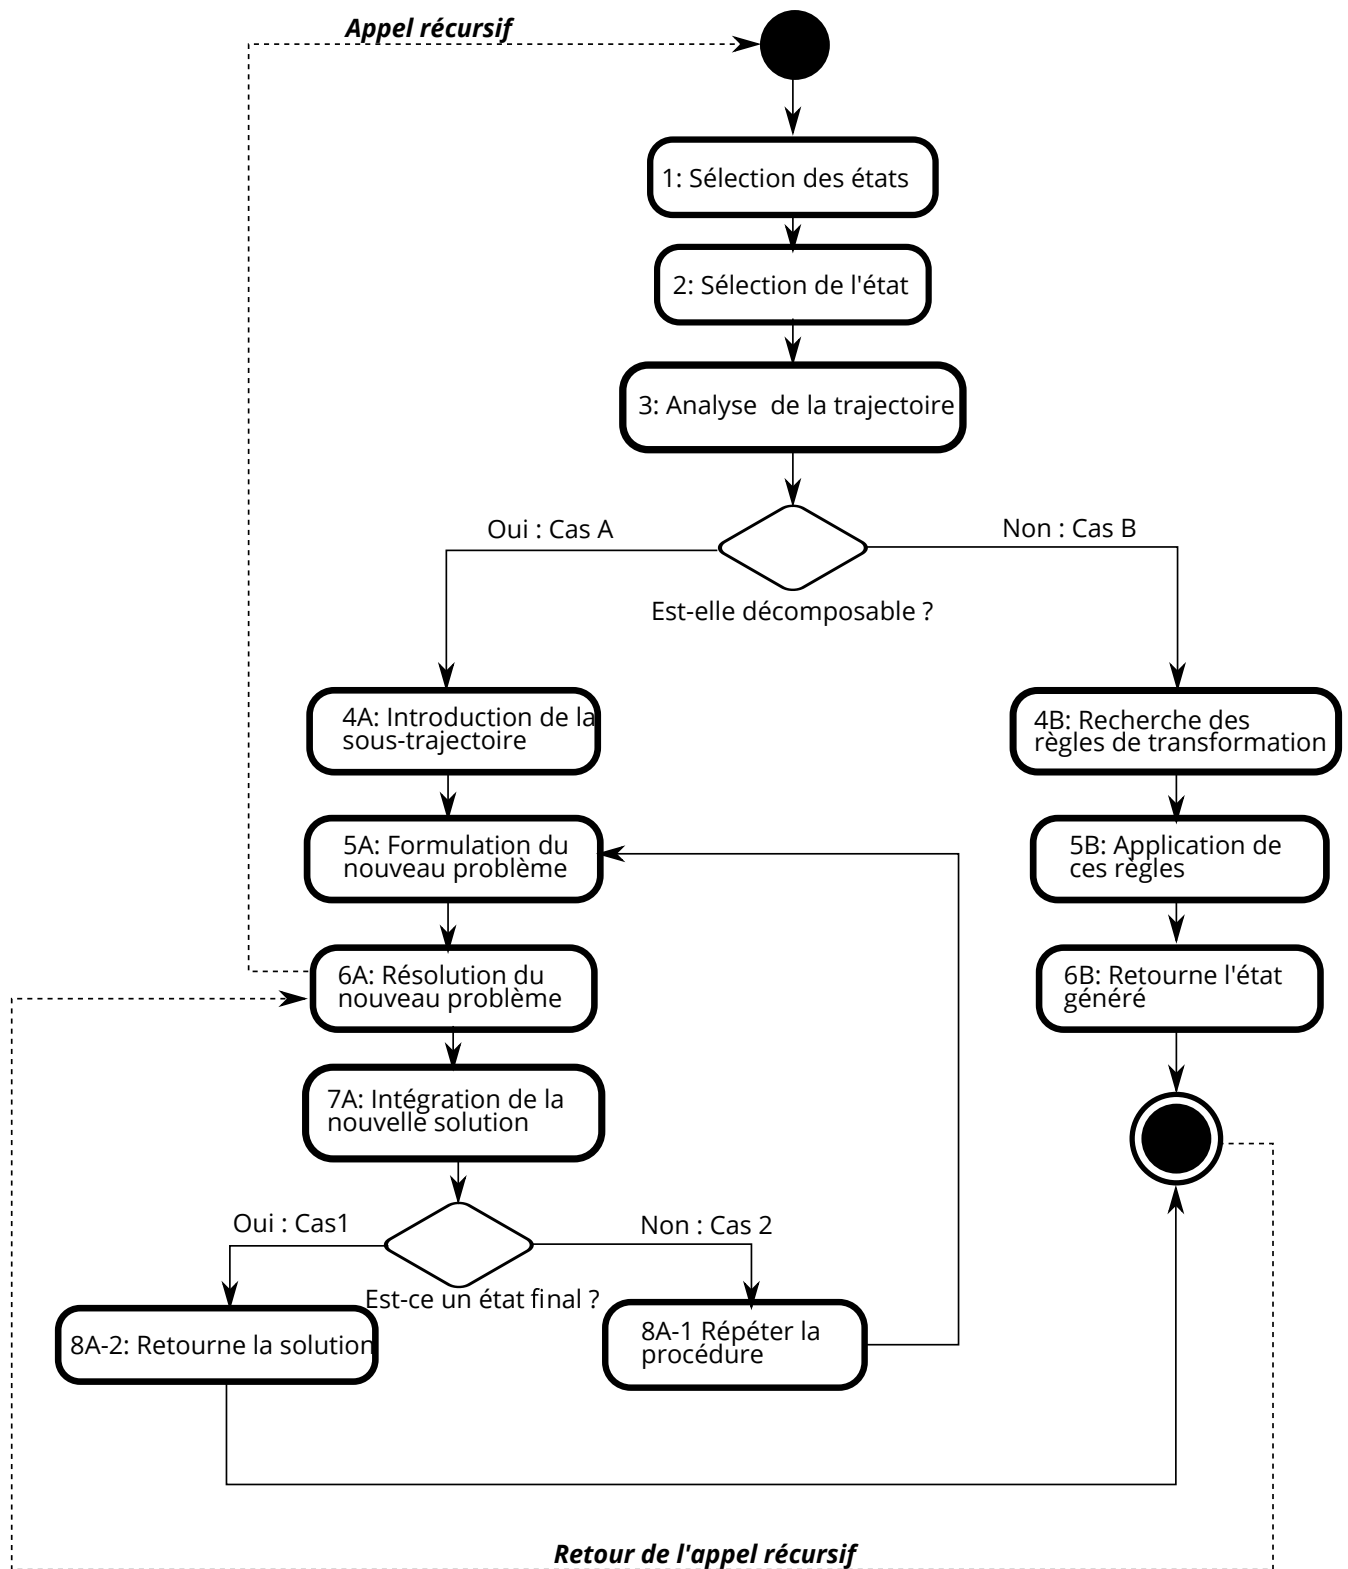 Appel récursif
1: Sélection des états
2: Sélection de l'état
3: Analyse  de la trajectoire
Oui : Cas A
Non : Cas B
Est-elle décomposable ?
4A: Introduction de la
sous-trajectoire
4B: Recherche des
règles de transformation
5A: Formulation du
nouveau problème
5B: Application de
ces règles
6A: Résolution du
nouveau problème
6B: Retourne l'état
généré
7A: Intégration de la
nouvelle solution
Oui : Cas1
Non : Cas 2
Est-ce un état final ?
8A-2: Retourne la solution
8A-1 Répéter la
procédure
Retour de l'appel récursif